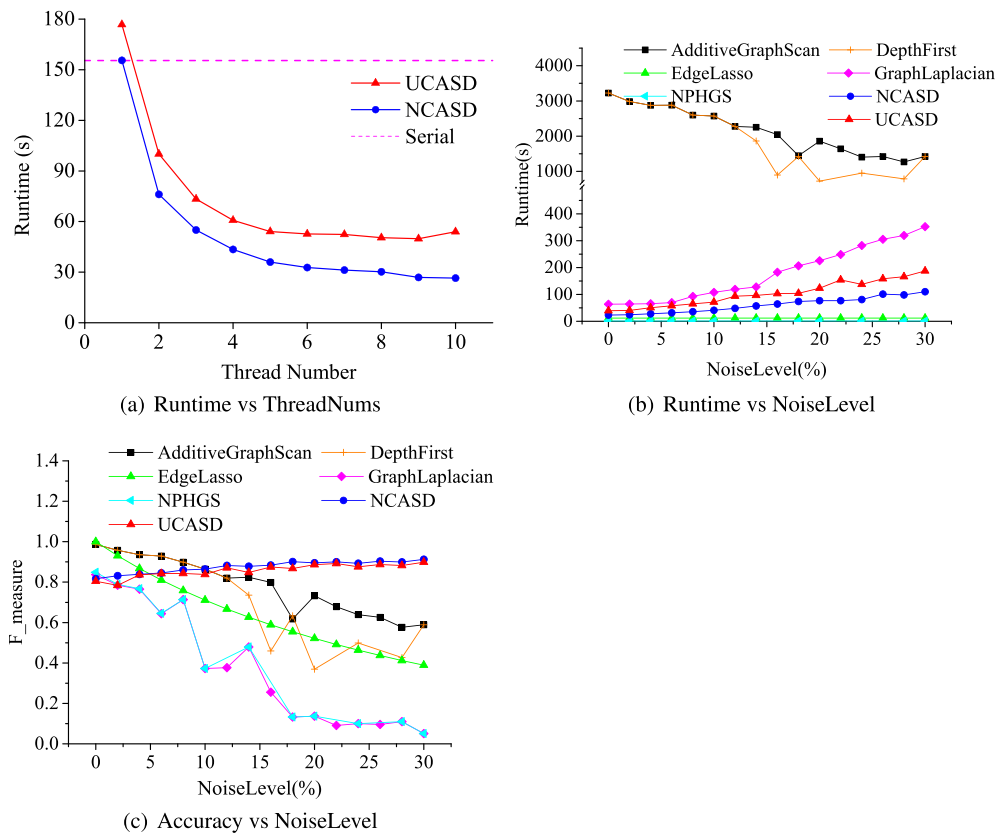 180
150
120
90
60
30
0
0
2
4
6
8
10
Runtime (s)
Thread Number
UCASD
NCASD
Serial
(a) Runtime vs ThreadNums
AdditiveGraphScan
DepthFirst
EdgeLasso
GraphLaplacian
NPHGS
NCASD
UCASD
4000
3000
2000
1000
400
300
200
100
0
0
5
10
15
20
25
30
Runtime(s)
NoiseLevel(%)
(b) Runtime vs NoiseLevel
AdditiveGraphScan
DepthFirst
EdgeLasso
GraphLaplacian
NPHGS
NCASD
UCASD
1.4
1.2
1.0
0.8
0.6
0.4
0.2
0.0
0
5
10
15
20
25
30
F_measure
NoiseLevel(%)
(c) Accuracy vs NoiseLevel